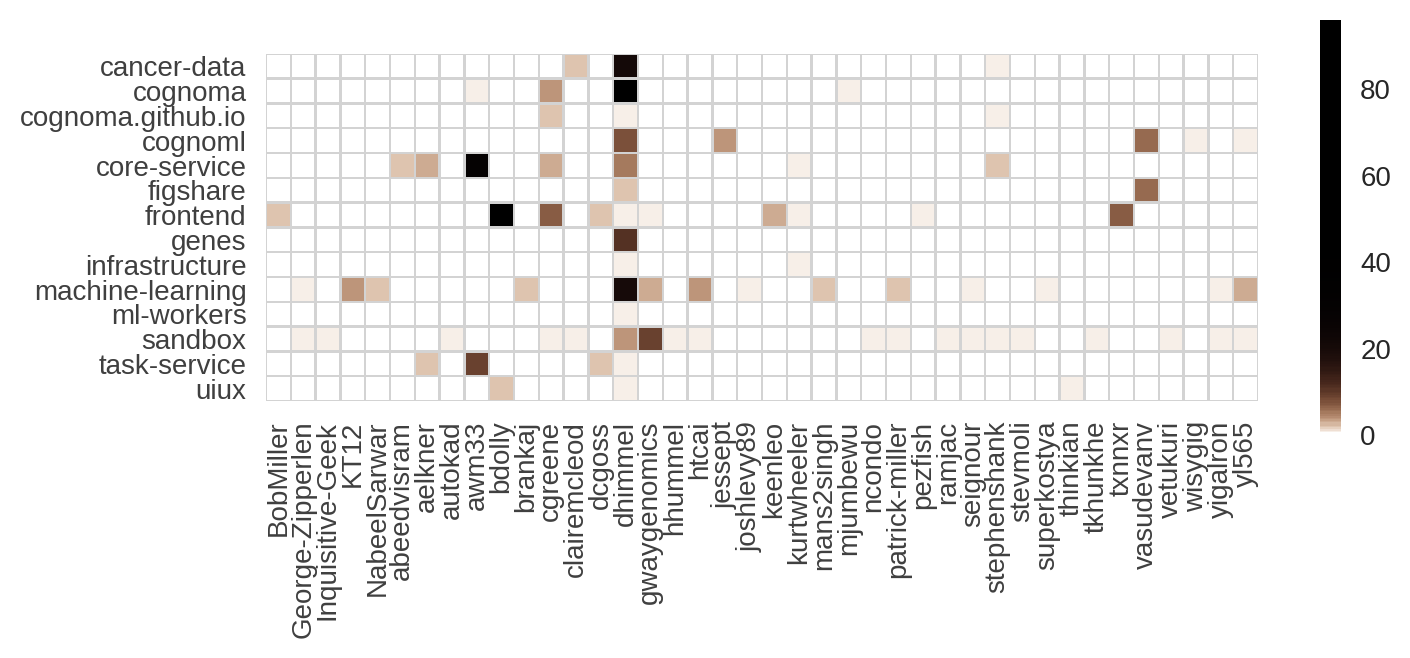 cancer-data
cognoma
cognoma.github.io
cognoml
core-service
figshare
frontend
genes
infrastructure
machine-learning
ml-workers
sandbox
task-service
uiux
80
60
40
20
0
BobMiller
George-Zipperlen
Inquisitive-Geek
KT12
NabeelSarwar
abeedvisram
aelkner
autokad
awm33
bdolly
brankaj
cgreene
clairemcleod
dcgoss
dhimmel
gwaygenomics
hhummel
htcai
jessept
joshlevy89
keenleo
kurtwheeler
mans2singh
mjumbewu
ncondo
patrick-miller
pezfish
ramjac
seignour
stephenshank
stevmoli
superkostya
thinkian
tkhunkhe
txnnxr
vasudevanv
vetukuri
wisygig
yigalron
yl565